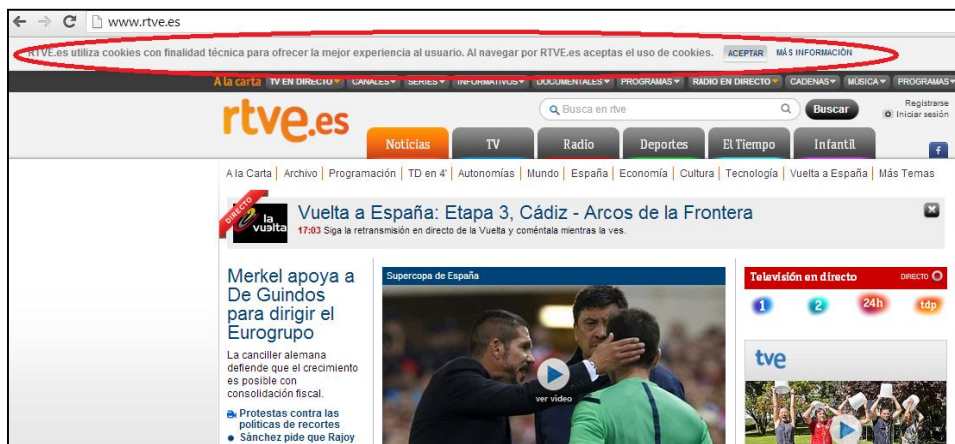 www.rtve.es
RTVE.es utiliza cookies con finalidad técnica para ofrecer la mejor experiencia al usuario. Al navegar por RTVE.es aceptas el uso de cookies. ACEPTAR MÁS INFORMACIÓN
A la carta TV EN DIRECTO CANALES SERIES INFORMATIVOS DOCUMENTALES PROGRAMAS RADIO EN DIRECTO CADENAS MÚSICA PROGRAMAS
rtve.es
Busca en rtve Buscar
Registrarse
Iniciar sesión
Noticias TV Radio Deportes El Tiempo Infantil f
A la Carta | Archivo | Programación | TD en 4' | Autonomías | Mundo | España | Economía | Cultura | Tecnología | Vuelta a España | Más Temas
DIRECTO
la
vuelta
Vuelta a España: Etapa 3, Cádiz - Arcos de la Frontera
17:03 Siga la retransmisión en directo de la Vuelta y coméntala mientras la ves.
Merkel apoya a
De Guindos
para dirigir el
Eurogrupo
La canciller alemana
defiende que el crecimiento
es posible con
consolidación fiscal.
Protestas contra las
políticas de recortes
Sánchez pide que Rajoy
Supercopa de España
ver video
Televisión en directo DIRECTO
1 2 24h tdp
tve